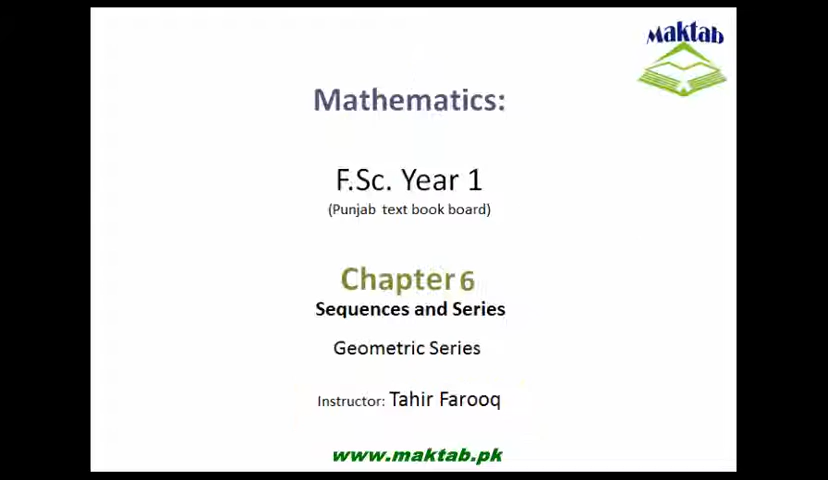 Maktab
Mathematics:
F.Sc. Year 1
(Punjab text book board)
Chapter 6
Sequences and Series
Geometric Series
Instructor: Tahir Farooq
www.maktab.pk